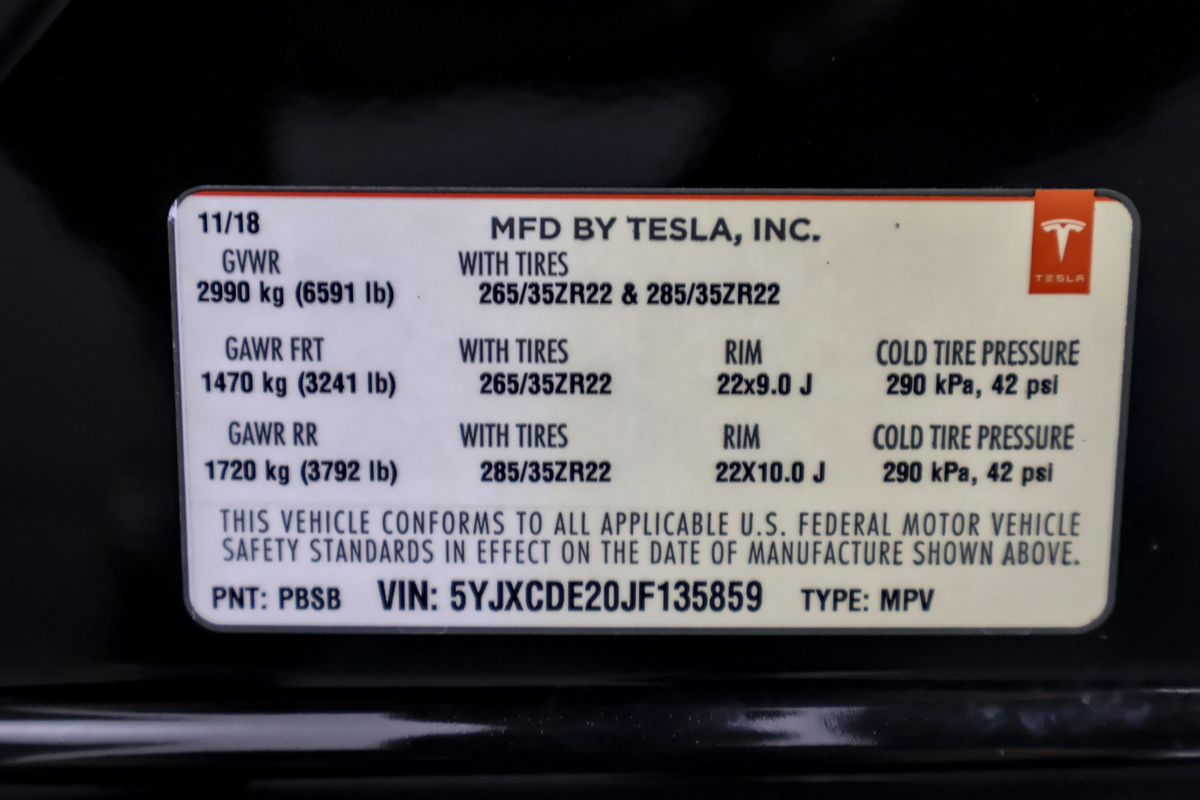 11/18 MFD BY TESLA, INC.
TESLA
GVWR WITH TIRES
2990 kg (6591 lb) 265/35ZR22 & 285/35ZR22
GAWR FRT WITH TIRES RIM COLD TIRE PRESSURE
1470 kg (3241 lb) 265/35ZR22 22x9.0 J 290 kPa, 42 psi
GAWR RR WITH TIRES RIM COLD TIRE PRESSURE
1720 kg (3792 lb) 285/35ZR22 22X10.0 J 290 kPa, 42 psi
THIS VEHICLE CONFORMS TO ALL APPLICABLE U.S. FEDERAL MOTOR VEHICLE
SAFETY STANDARDS IN EFFECT ON THE DATE OF MANUFACTURE SHOWN ABOVE.
PNT: PBSB VIN: 5YJXCDE20JF135859 TYPE: MPV